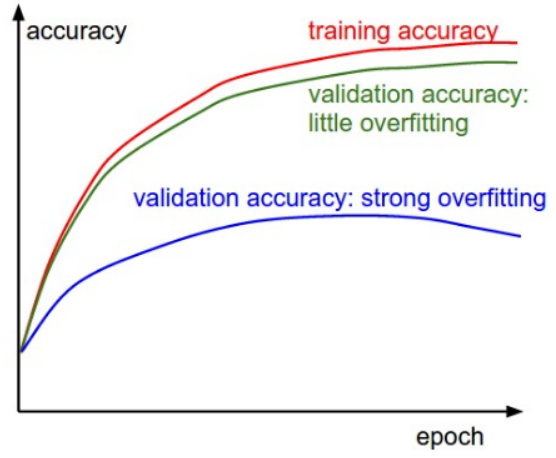 accuracy
training accuracy
validation accuracy:
little overfitting
validation accuracy: strong overfitting
epoch